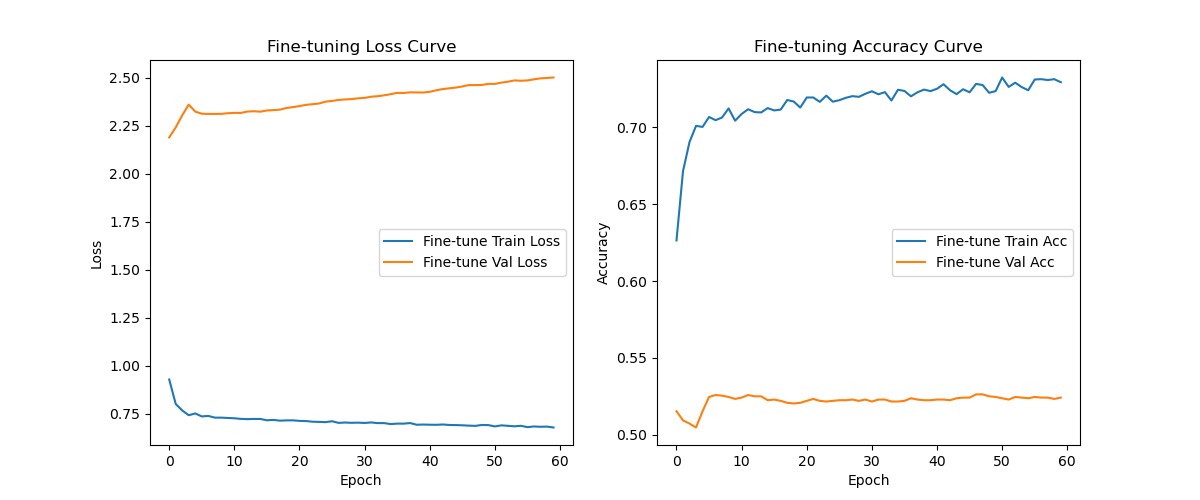 Fine-tuning Loss Curve
2.50
2.25
2.00
1.75
1.50
1.25
1.00
0.75
Loss
Fine-tune Train Loss
Fine-tune Val Loss
0 10 20 30 40 50 60
Epoch
Fine-tuning Accuracy Curve
0.70
0.65
0.60
0.55
0.50
Accuracy
Fine-tune Train Acc
Fine-tune Val Acc
0 10 20 30 40 50 60
Epoch